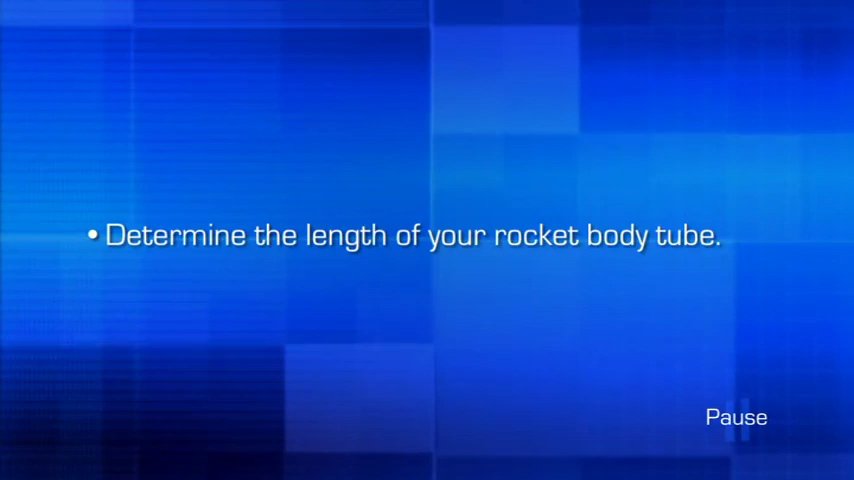 • Determine the length of your rocket body tube.
Pause